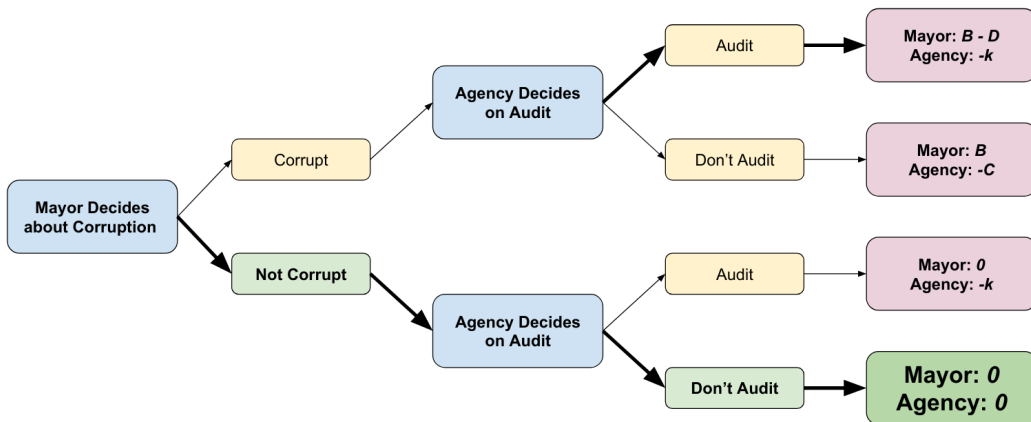 Mayor Decides
about Corruption
Corrupt
Not Corrupt
Agency Decides
on Audit
Agency Decides
on Audit
Audit
Don't Audit
Audit
Don't Audit
Mayor: B - D
Agency: -k
Mayor: B
Agency: -C
Mayor: 0
Agency: -k
Mayor: 0
Agency: 0